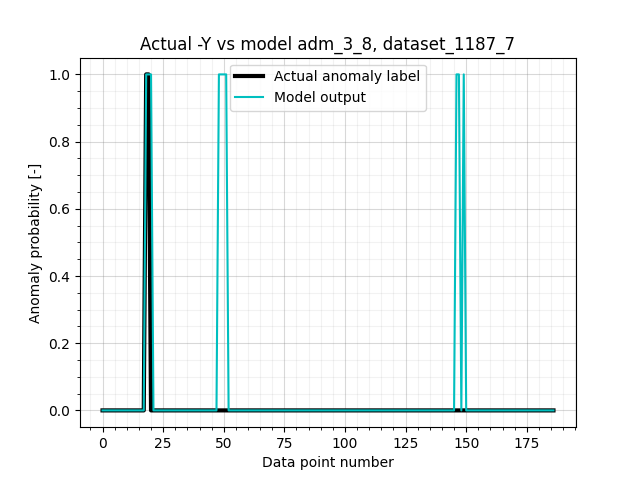 Actual -Y vs model adm_3_8, dataset_1187_7
Actual anomaly label
Model output
Anomaly probability [-]
1.0
0.8
0.6
0.4
0.2
0.0
0 25 50 75 100 125 150 175
Data point number